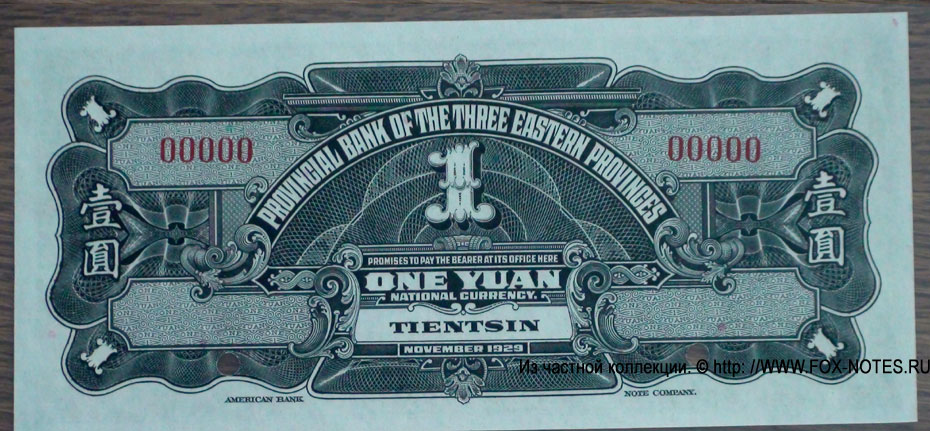 PROVINCIAL BANK OF THE THREE EASTERN PROVINCES
00000
00000
1
壹圓
壹圓
PROMISES TO PAY THE BEARER AT ITS OFFICE HERE
ONE YUAN
NATIONAL CURRENCY.
TIENTSIN
NOVEMBER 1929
Из частной коллекции. © http: //WWW.FOX-NOTES.RU
AMERICAN BANK NOTE COMPANY.